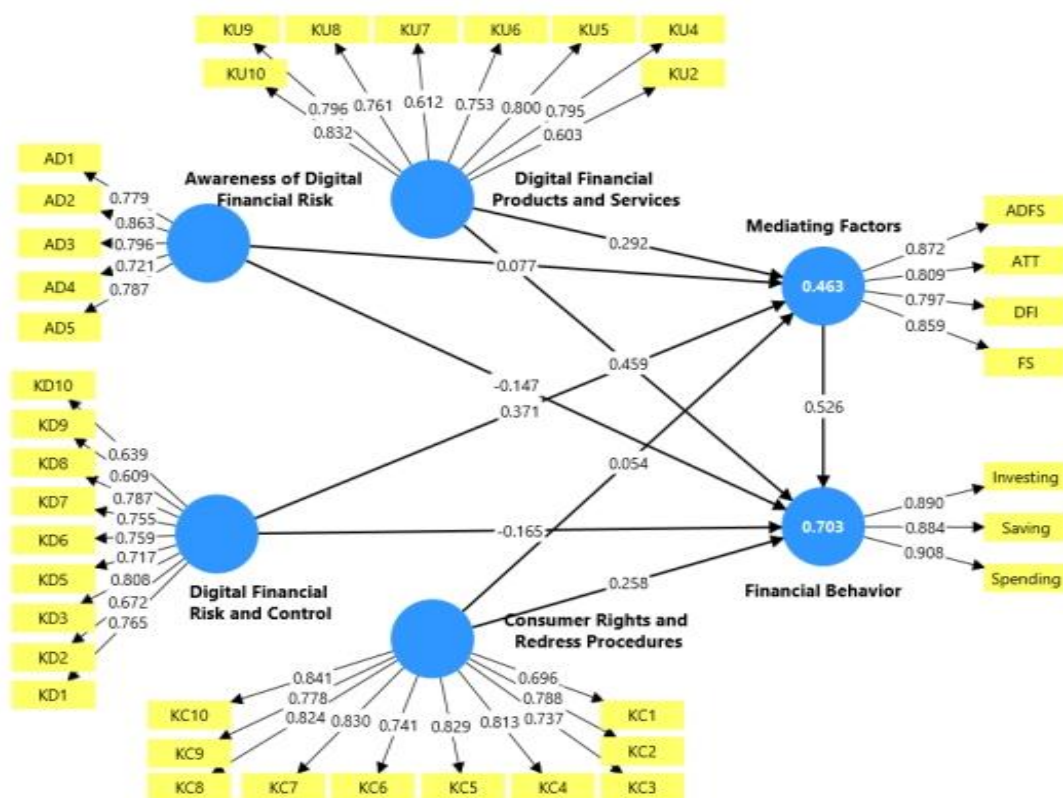 KU9
KU8
KU7
KU6
KU5
KU4
KU10
KU2
0.796
0.761
0.612
0.753
0.800
0.795
0.832
0.603
AD1
AD2
AD3
AD4
AD5
0.779
0.863
0.796
0.721
0.787
Awareness of Digital
Financial Risk
Digital Financial
Products and Services
Mediating Factors
0.463
ADFS
ATT
DFI
FS
0.872
0.809
0.797
0.859
0.292
0.077
0.459
-0.147
0.371
0.054
0.526
-0.165
0.258
KD10
KD9
KD8
KD7
KD6
KD5
KD3
KD2
KD1
0.639
0.609
0.787
0.755
0.759
0.717
0.808
0.672
0.765
Digital Financial
Risk and Control
Consumer Rights and
Redress Procedures
0.703
Financial Behavior
0.890
0.884
0.908
Investing
Saving
Spending
0.841
0.778
0.824
0.830
0.741
0.829
0.813
0.737
0.788
0.696
KC10
KC9
KC8
KC7
KC6
KC5
KC4
KC3
KC2
KC1